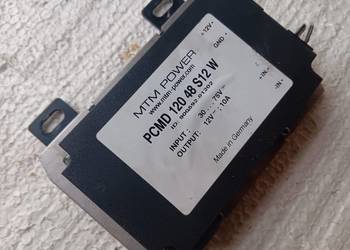 MTM POWER
www.mtm-power.com
PCMD 120 48 S12 W
INPUT: 30...75V
OUTPUT: 12V 10A
Made in Germany
+12V
GND
-IN
+IN